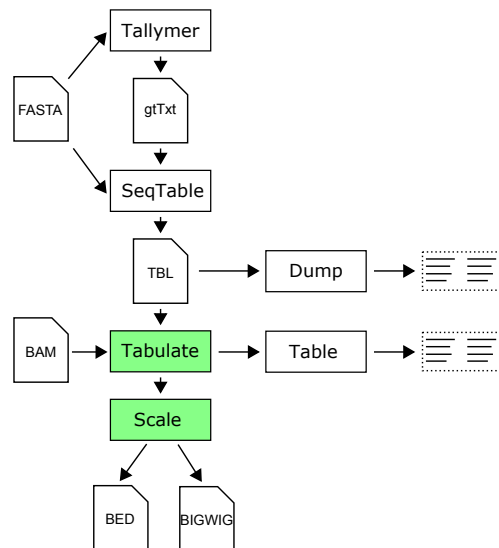 Tallymer
FASTA
gtTxt
SeqTable
TBL
Dump
BAM
Tabulate
Table
Scale
BED
BIGWIG